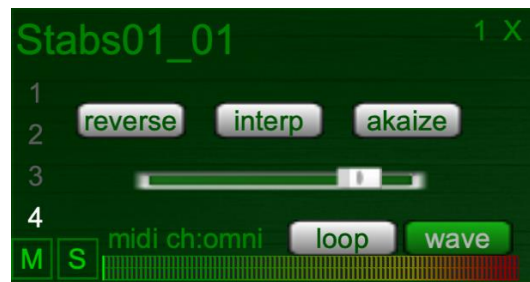 Stabs01_01 1 X
1
reverse interp akaize
2
3
4
midi ch:omni loop wave
M S